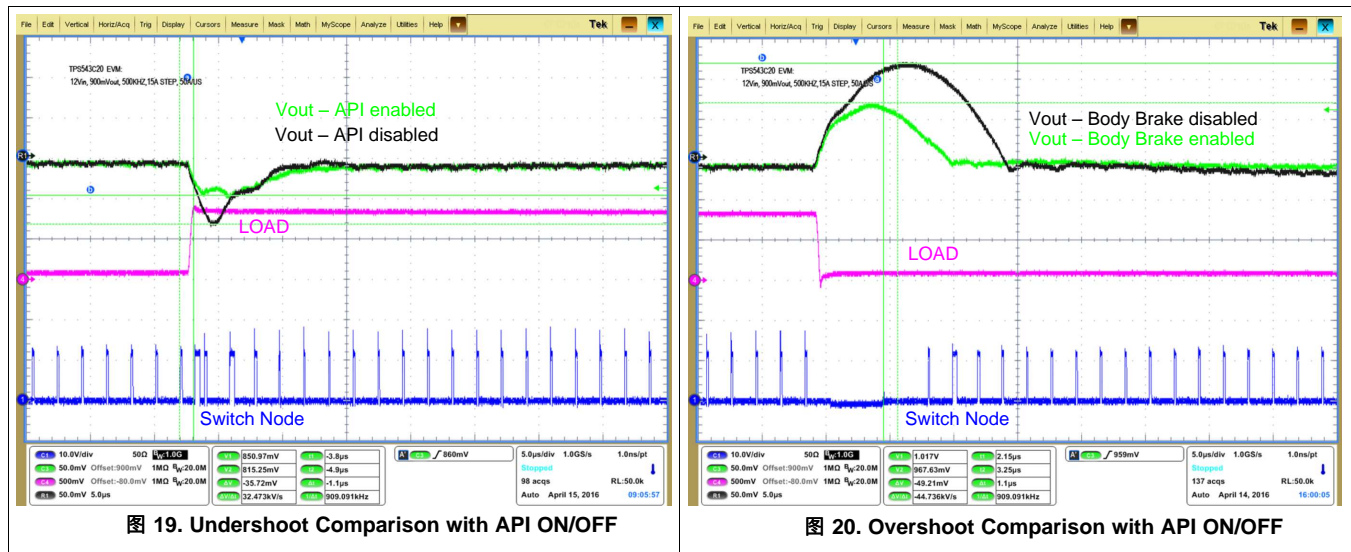 File Edit Vertical Horiz/Acq Trig Display Cursors Measure Mask Math MyScope Analyze Utilities Help Tek X
TPS543C20 EVM:
12Vin, 900mVout, 500KHZ,15A STEP, 50A/US
a
Vout – API enabled
Vout – API disabled
R1
b
LOAD
4
1
Switch Node
C1 10.0V/div 50Ω BW:1.0G
C3 50.0mV Offset:900mV 1MΩ BW:20.0M
C4 500mV Offset:-80.0mV 1MΩ BW:20.0M
R1 50.0mV 5.0µs
V1 850.97mV
V2 815.25mV
ΔV -35.72mV
ΔV/Δt 32.473kV/s
t1 -3.8µs
t2 -4.9µs
Δt -1.1µs
1/Δt 909.091kHz
A' C3 860mV
5.0µs/div 1.0GS/s 1.0ns/pt
Stopped
98 acqs RL:50.0k
Auto April 15, 2016 09:05:57
图 19. Undershoot Comparison with API ON/OFF
File Edit Vertical Horiz/Acq Trig Display Cursors Measure Mask Math MyScope Analyze Utilities Help Tek X
b
TPS543C20 EVM:
12Vin, 900mVout, 500KHZ,15A STEP, 50A/US
a
Vout – Body Brake disabled
Vout – Body Brake enabled
R1
LOAD
4
1
Switch Node
C1 10.0V/div 50Ω BW:1.0G
C3 50.0mV Offset:900mV 1MΩ BW:20.0M
C4 500mV Offset:-80.0mV 1MΩ BW:20.0M
R1 50.0mV 5.0µs
V1 1.017V
V2 967.63mV
ΔV -49.21mV
ΔV/Δt -44.736kV/s
t1 2.15µs
t2 3.25µs
Δt 1.1µs
1/Δt 909.091kHz
A' C3 959mV
5.0µs/div 1.0GS/s 1.0ns/pt
Stopped
137 acqs RL:50.0k
Auto April 14, 2016 16:00:05
图 20. Overshoot Comparison with API ON/OFF